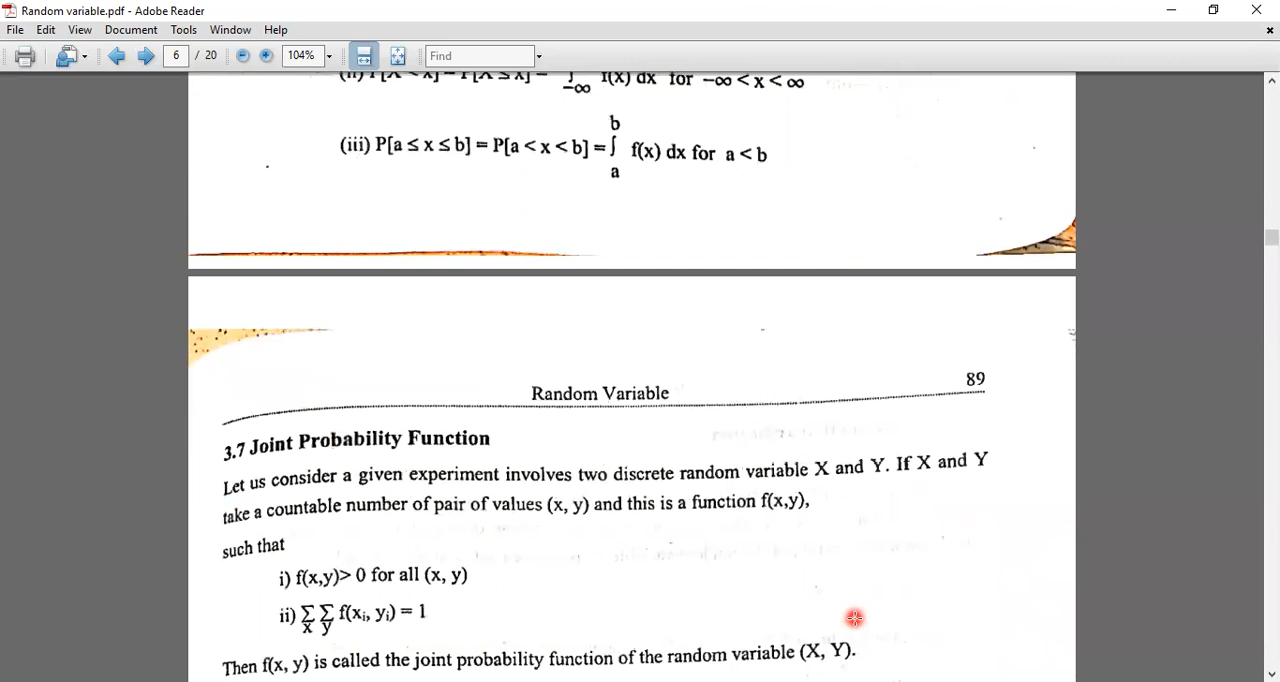 Random variable.pdf - Adobe Reader
File Edit View Document Tools Window Help
6 / 20 104% Find
(ii) P[X < x] = P[X ≤ x] = ∫ f(x) dx for −∞ < x < ∞
−∞
b
(iii) P[a ≤ x ≤ b] = P[a < x < b] = ∫ f(x) dx for a < b
a
Random Variable 89
3.7 Joint Probability Function
Let us consider a given experiment involves two discrete random variable X and Y. If X and Y
take a countable number of pair of values (x, y) and this is a function f(x,y),
such that
i) f(x,y)> 0 for all (x, y)
ii) ∑ ∑ f(xᵢ, yᵢ) = 1
x y
Then f(x, y) is called the joint probability function of the random variable (X, Y).